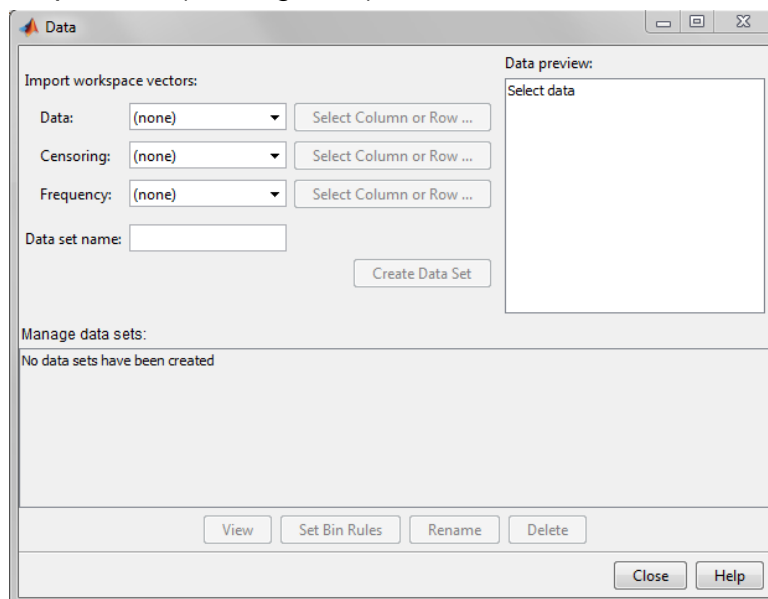 Data
Data preview:
Import workspace vectors:
Select data
Data: (none) Select Column or Row ...
Censoring: (none) Select Column or Row ...
Frequency: (none) Select Column or Row ...
Data set name:
Create Data Set
Manage data sets:
No data sets have been created
View Set Bin Rules Rename Delete
Close Help